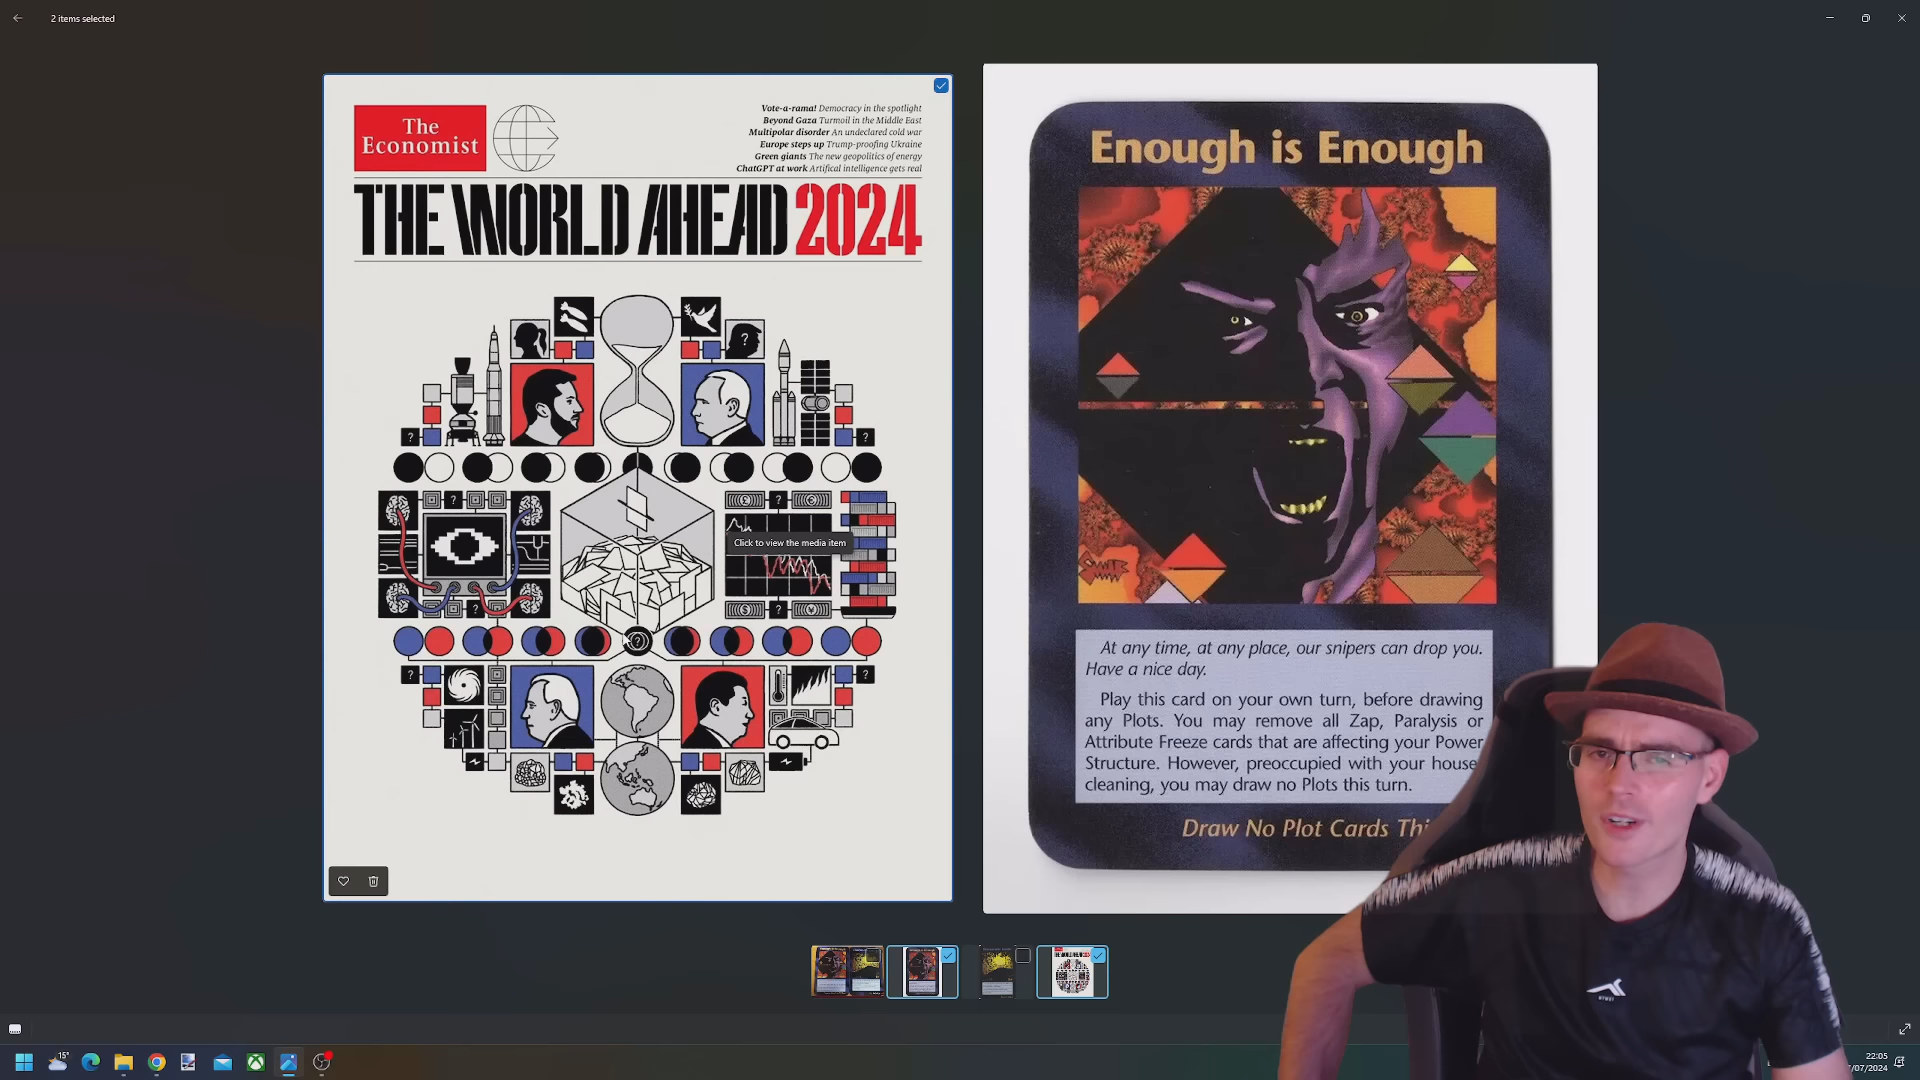 2 items selected
The
Economist
Vote-a-rama! Democracy in the spotlight
Beyond Gaza Turmoil in the Middle East
Multipolar disorder An undeclared cold war
Europe steps up Trump-proofing Ukraine
Green giants The new geopolitics of energy
ChatGPT at work Artifical intelligence gets real
THE WORLD AHEAD 2024
?
?
?
?
?
Click to view the media item
?
?
?
?
?
?
Enough is Enough
At any time, at any place, our snipers can drop you.
Have a nice day.
Play this card on your own turn, before drawing
any Plots. You may remove all Zap, Paralysis or
Attribute Freeze cards that are affecting your Power
Structure. However, preoccupied with your house
cleaning, you may draw no Plots this turn.
Draw No Plot Cards Thi
15°
22:05
/07/2024